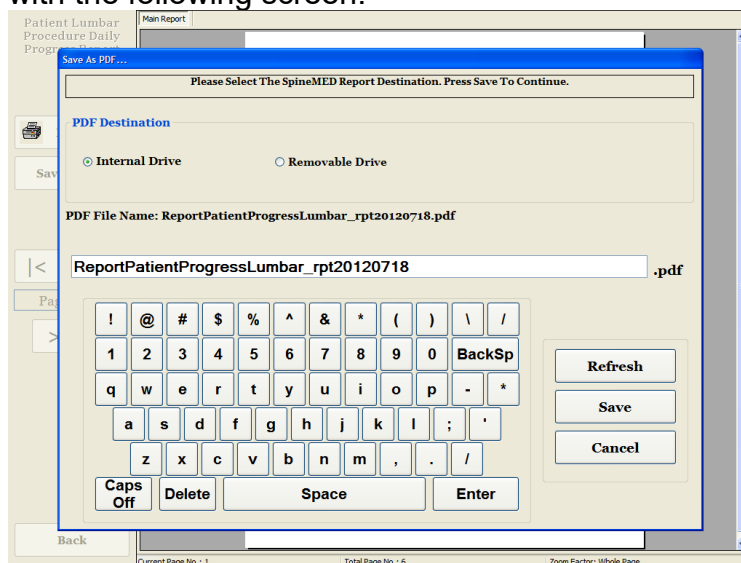 with the following screen:
Patient Lumbar
Procedure Daily
Main Report
Save As PDF...
Please Select The SpineMED Report Destination. Press Save To Continue.
PDF Destination
Internal Drive
Removable Drive
Sav
PDF File Name: ReportPatientProgressLumbar_rpt20120718.pdf
|<
ReportPatientProgressLumbar_rpt20120718
.pdf
Pag
>
! @ # $ % ^ & * ( ) \ /
1 2 3 4 5 6 7 8 9 0 BackSp
q w e r t y u i o p - *
a s d f g h j k l ; '
z x c v b n m , . /
Caps Off Delete Space Enter
Refresh
Save
Cancel
Back
Current Page No.: 1
Total Page No.: 6
Zoom Factor: Whole Page